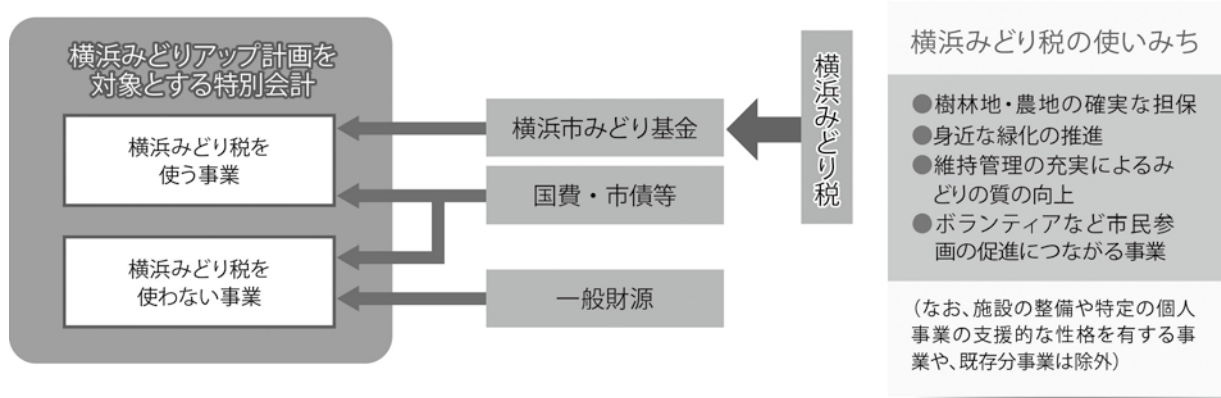 横浜みどりアップ計画を
対象とする特別会計
横浜みどり税を
使う事業
横浜みどり税を
使わない事業
横浜市みどり基金
国費・市債等
一般財源
横浜みどり税
横浜みどり税の使いみち
●樹林地・農地の確実な担保
●身近な緑化の推進
●維持管理の充実によるみ
どりの質の向上
●ボランティアなど市民参
画の促進につながる事業
(なお、施設の整備や特定の個人
事業の支援的な性格を有する事
業や、既存分事業は除外)